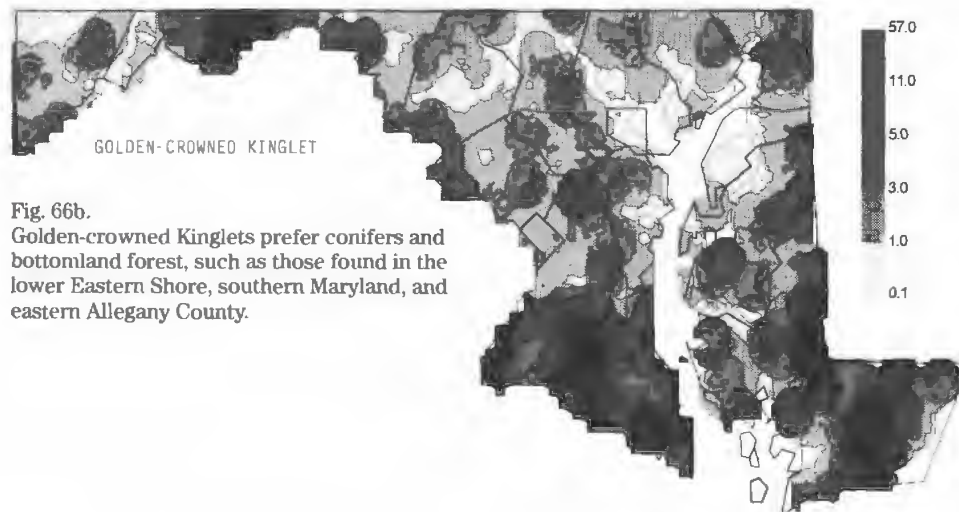 57.0
11.0
5.0
3.0
1.0
0.1
GOLDEN-CROWNED KINGLET
Fig. 66b.
Golden-crowned Kinglets prefer conifers and
bottomland forest, such as those found in the
lower Eastern Shore, southern Maryland, and
eastern Allegany County.